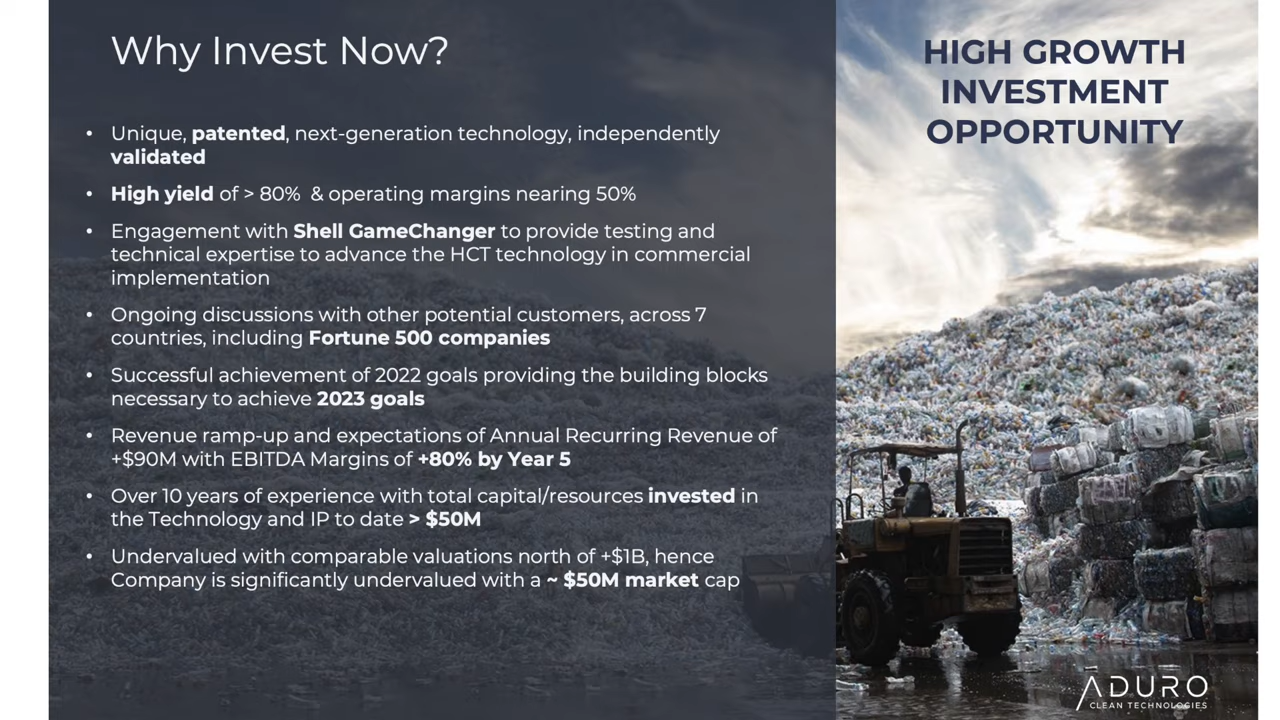 Why Invest Now?
• Unique, patented, next-generation technology, independently
validated
• High yield of > 80% & operating margins nearing 50%
• Engagement with Shell GameChanger to provide testing and
technical expertise to advance the HCT technology in commercial
implementation
• Ongoing discussions with other potential customers, across 7
countries, including Fortune 500 companies
• Successful achievement of 2022 goals providing the building blocks
necessary to achieve 2023 goals
• Revenue ramp-up and expectations of Annual Recurring Revenue of
+$90M with EBITDA Margins of +80% by Year 5
• Over 10 years of experience with total capital/resources invested in
the Technology and IP to date > $50M
• Undervalued with comparable valuations north of +$1B, hence
Company is significantly undervalued with a ~ $50M market cap
HIGH GROWTH
INVESTMENT
OPPORTUNITY
ADURO
CLEAN TECHNOLOGIES